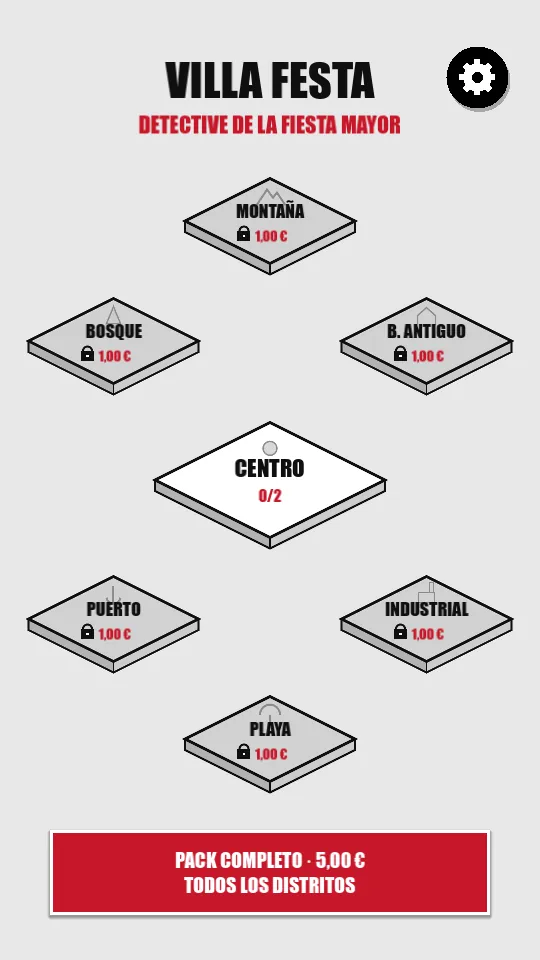 VILLA FESTA
DETECTIVE DE LA FIESTA MAYOR
MONTAÑA
1,00 €
BOSQUE
1,00 €
B. ANTIGUO
1,00 €
CENTRO
0/2
PUERTO
1,00 €
INDUSTRIAL
1,00 €
PLAYA
1,00 €
PACK COMPLETO · 5,00 €
TODOS LOS DISTRITOS